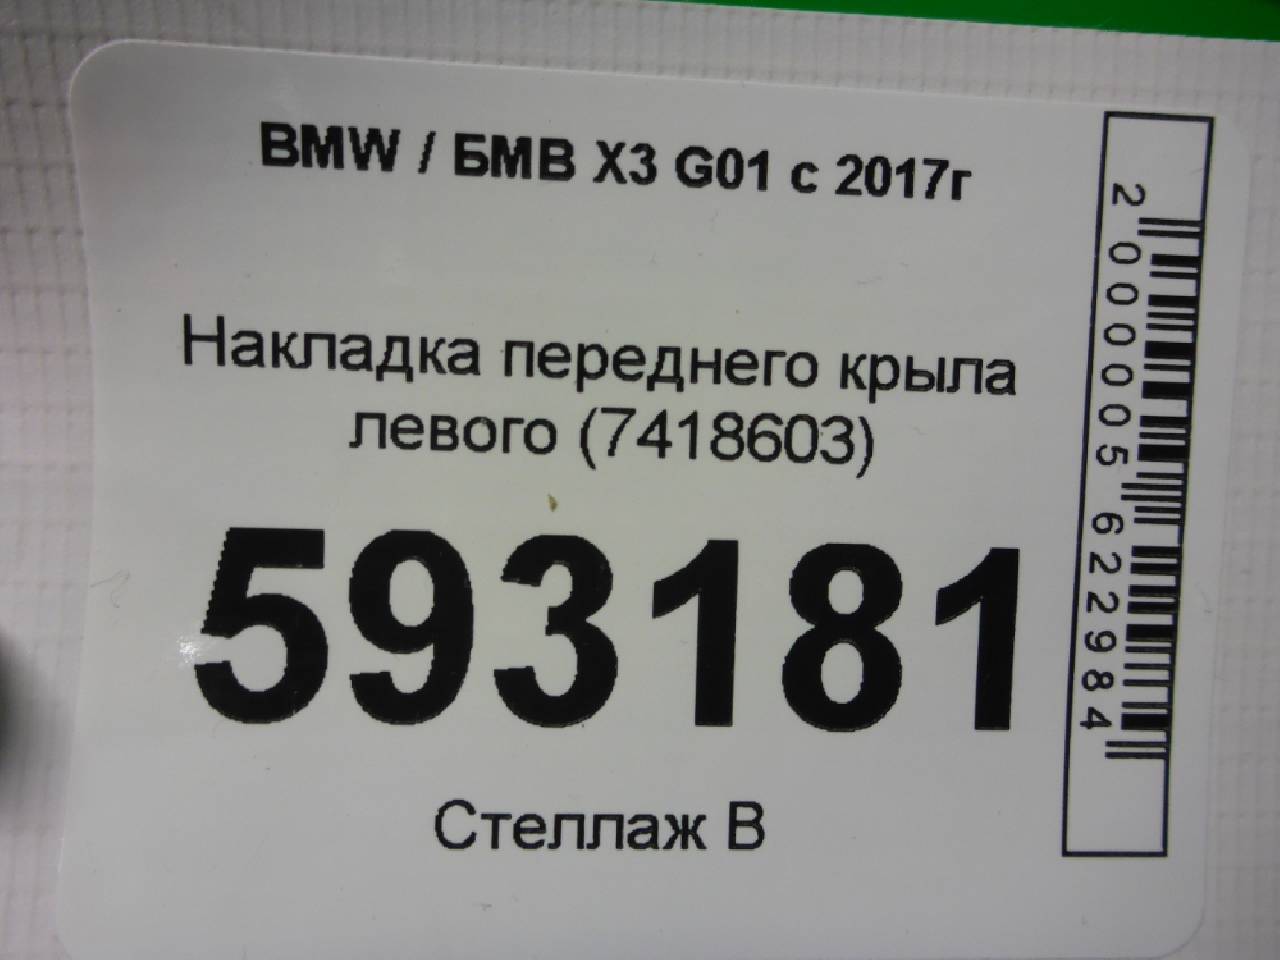 BMW / БМВ X3 G01 с 2017г
Накладка переднего крыла
левого (7418603)
593181
Стеллаж В
2000005622984